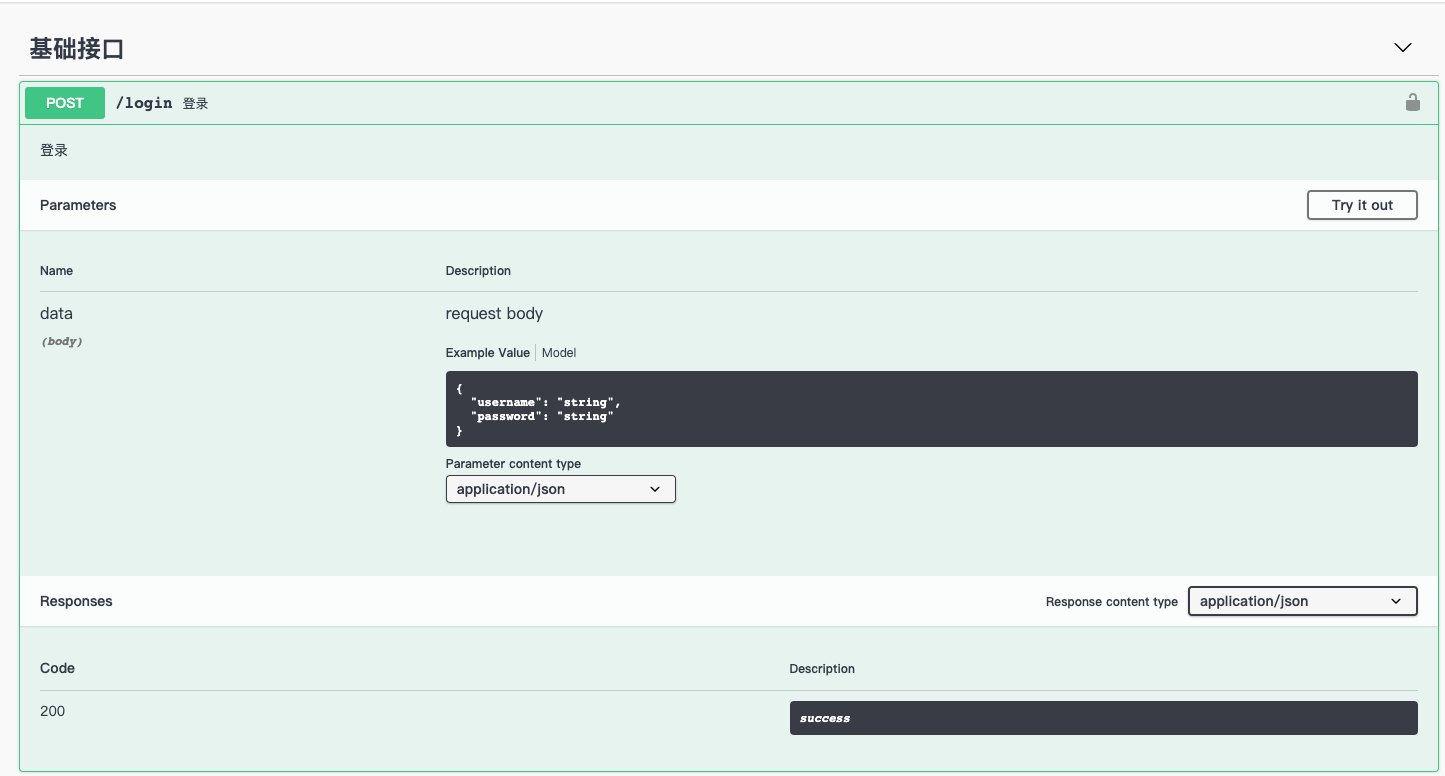 基础接口
POST /login 登录
登录
Parameters
Try it out
Name Description
data request body
(body)
Example Value Model
{
"username": "string",
"password": "string"
}
Parameter content type
application/json
Responses Response content type application/json
Code Description
200 success